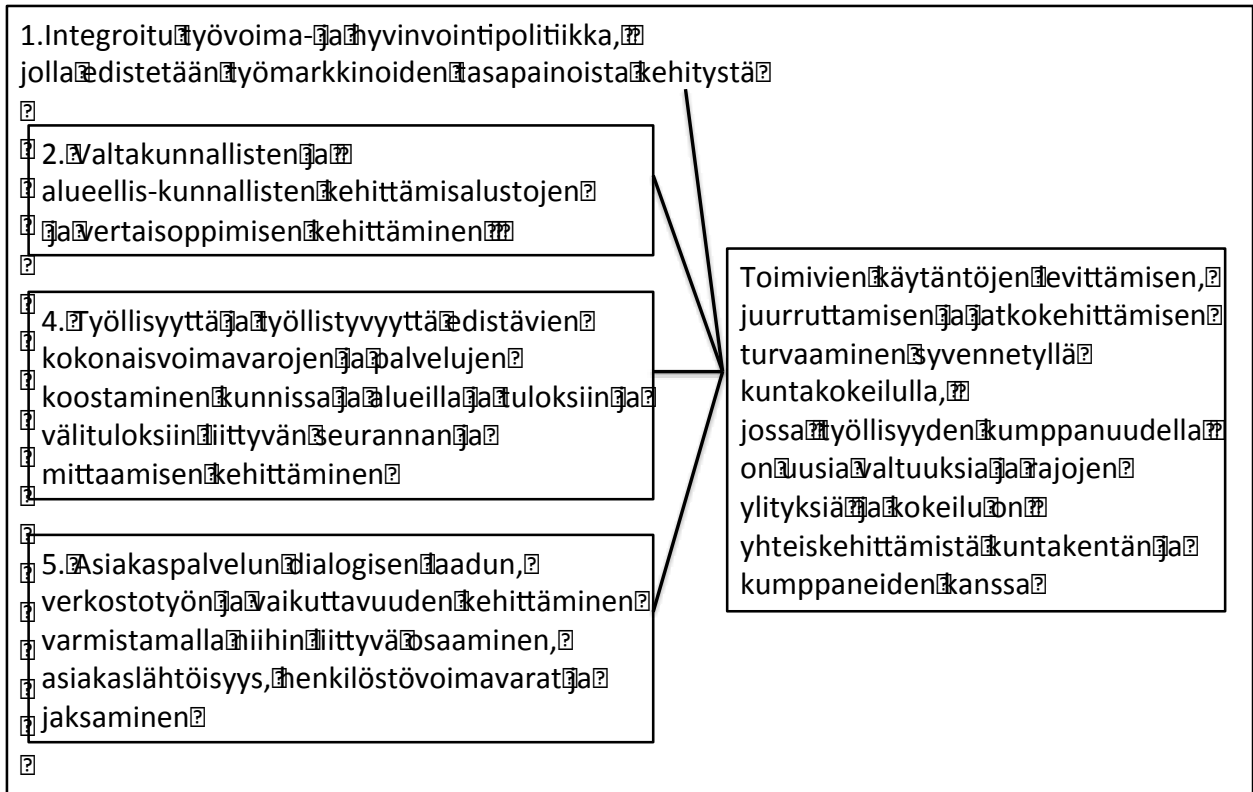 1.Integroitu työvoima- ja hyvinvointipolitiikka,
jolla edistetään työmarkkinoiden tasapainoista kehitystä
2. Valtakunnallisten ja
alueellis-kunnallisten kehittämisalustojen
ja vertaisoppimisen kehittäminen
4. Työllisyyttä ja työllistyvyyttä edistävien
kokonaisvoimavarojen ja palvelujen
koostaminen kunnissa ja alueilla ja tuloksiin ja
välituloksiin liittyvän seurannan ja
mittaamisen kehittäminen
5. Asiakaspalvelun dialogisen laadun,
verkostotyön ja vaikuttavuuden kehittäminen
varmistamalla niihin liittyvä osaaminen,
asiakaslähtöisyys, henkilöstövoimavarat ja
jaksaminen
Toimivien käytäntöjen levittämisen,
juurruttamisen ja jatkokehittämisen
turvaaminen syvennetyllä
kuntakokeilulla,
jossa työllisyyden kumppanuudella
on uusia valtuuksia ja rajojen
ylityksiä ja kokeilu on
yhteiskehittämistä kuntakentän ja
kumppaneiden kanssa